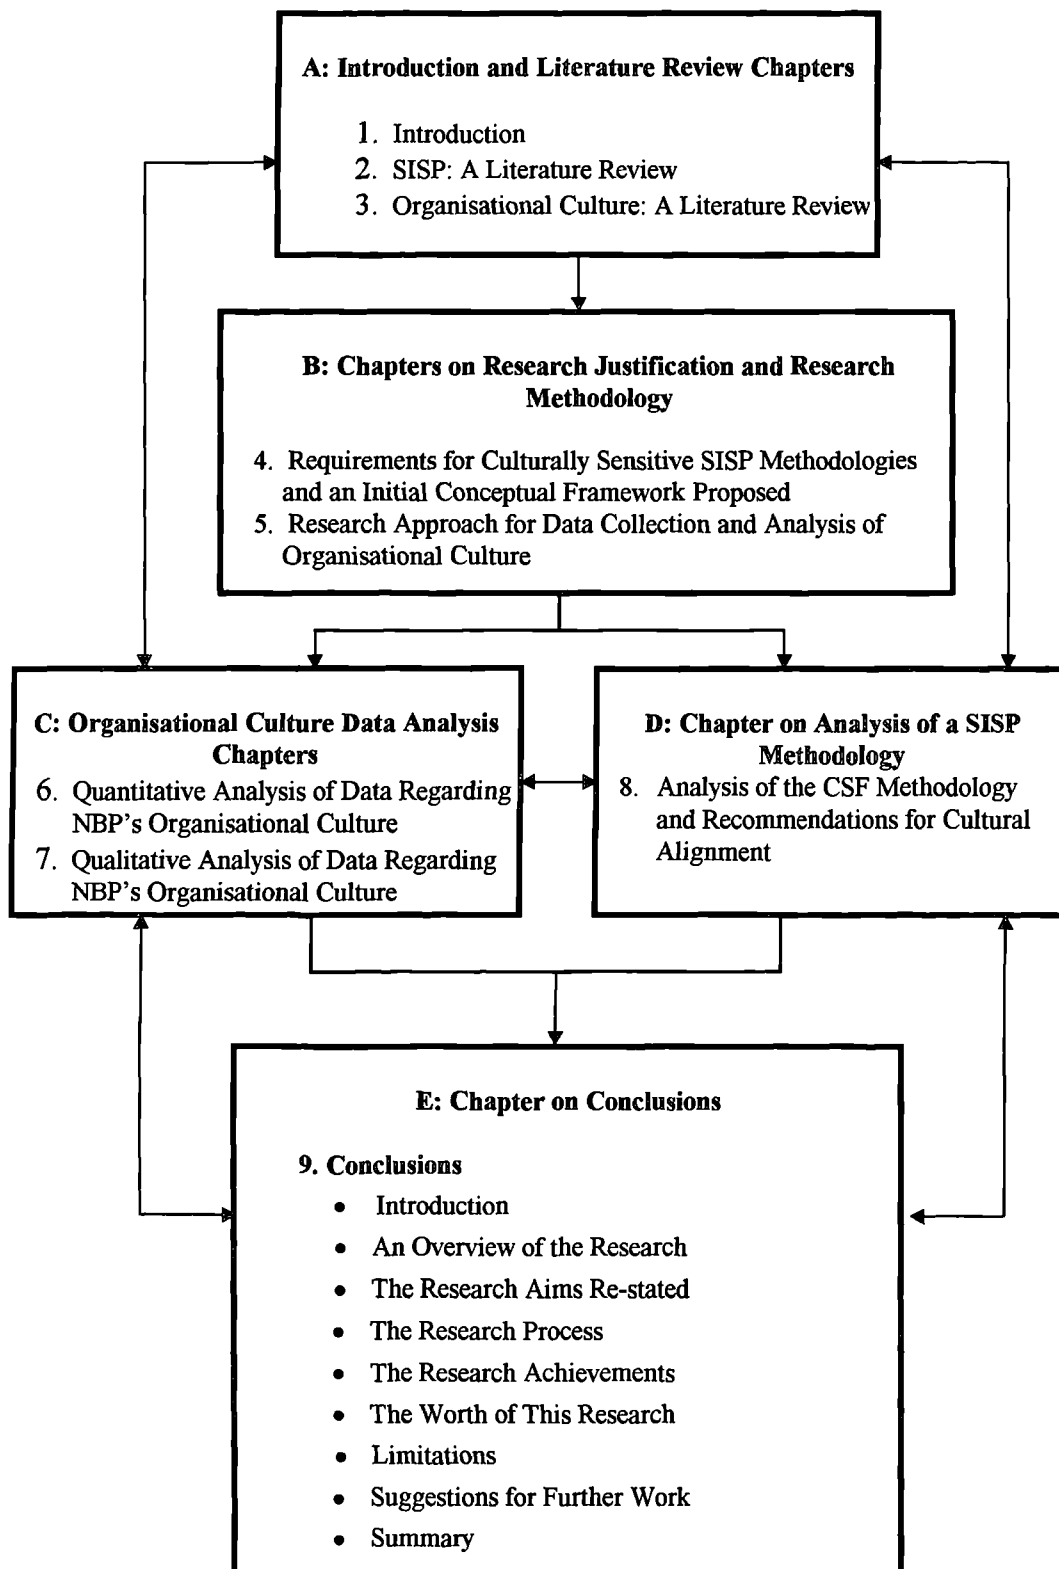 A: Introduction and Literature Review Chapters
1. Introduction
2. SISP: A Literature Review
3. Organisational Culture: A Literature Review
B: Chapters on Research Justification and Research
Methodology
4. Requirements for Culturally Sensitive SISP Methodologies
and an Initial Conceptual Framework Proposed
5. Research Approach for Data Collection and Analysis of
Organisational Culture
C: Organisational Culture Data Analysis
Chapters
6. Quantitative Analysis of Data Regarding
NBP's Organisational Culture
7. Qualitative Analysis of Data Regarding
NBP's Organisational Culture
D: Chapter on Analysis of a SISP
Methodology
8. Analysis of the CSF Methodology
and Recommendations for Cultural
Alignment
E: Chapter on Conclusions
9. Conclusions
• Introduction
• An Overview of the Research
• The Research Aims Re-stated
• The Research Process
• The Research Achievements
• The Worth of This Research
• Limitations
• Suggestions for Further Work
• Summary